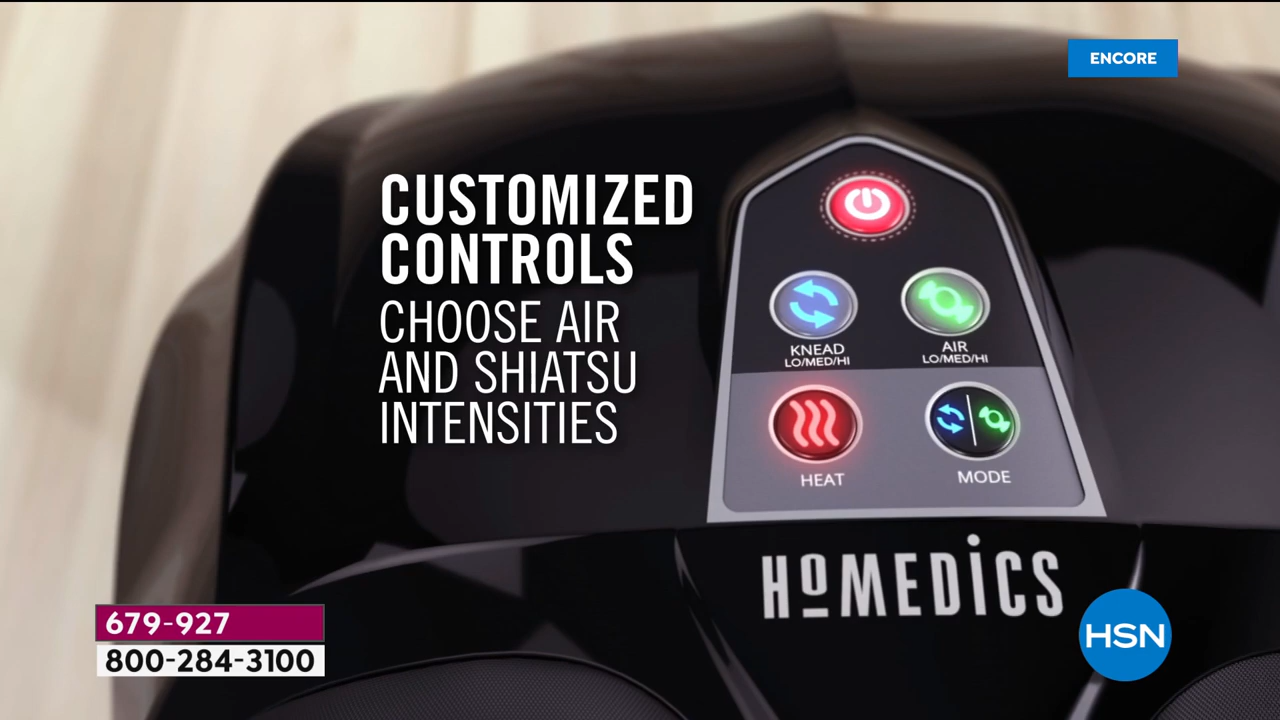 ENCORE
CUSTOMIZED
CONTROLS
CHOOSE AIR
AND SHIATSU
INTENSITIES
KNEAD
LO/MED/HI
AIR
LO/MED/HI
HEAT
MODE
HOMEDICS
679-927
800-284-3100
HSN